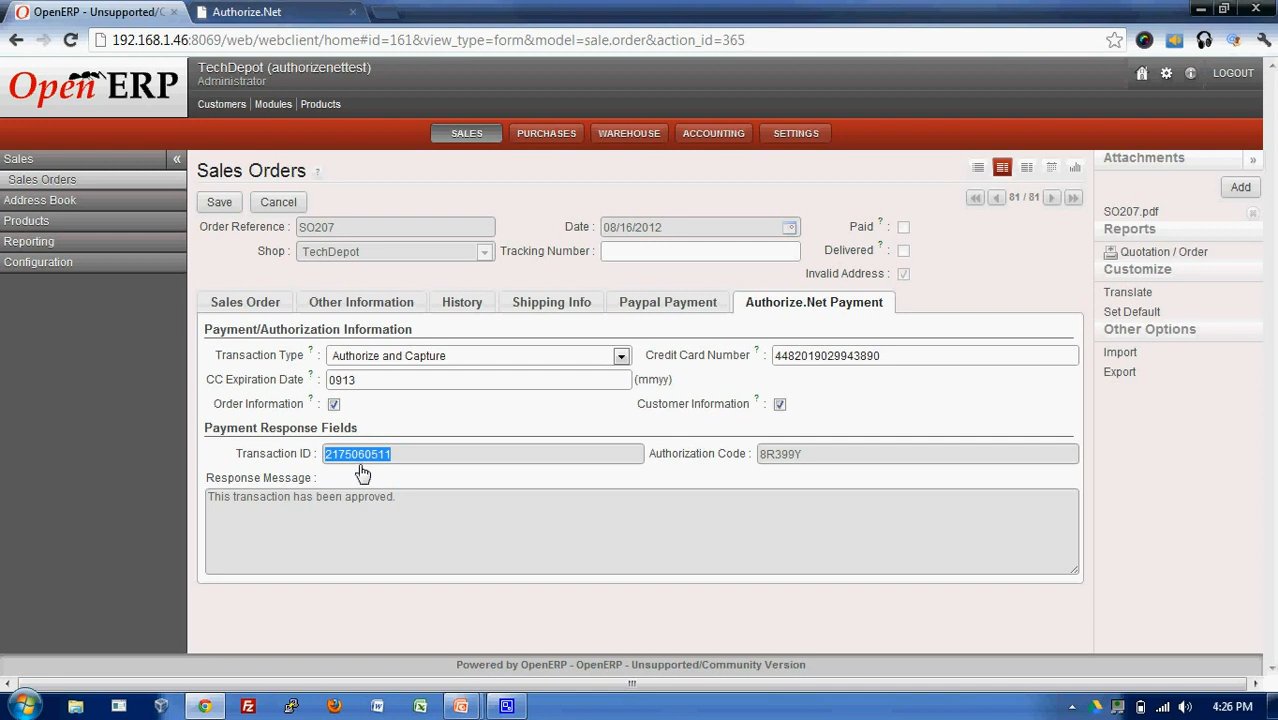 OpenERP - Unsupported/C
Authorize.Net
192.168.1.46:8069/web/webclient/home#id=161&view_type=form&model=sale.order&action_id=365
Open ERP
TechDepot (authorizenettest)
Administrator
Customers Modules Products
LOGOUT
SALES PURCHASES WAREHOUSE ACCOUNTING SETTINGS
Sales «
Sales Orders
Address Book
Products
Reporting
Configuration
Sales Orders ?
Save Cancel
81 / 81
Order Reference : SO207 Date : 08/16/2012 Paid ? :
Shop : TechDepot Tracking Number : Delivered ? :
Invalid Address :
Sales Order Other Information History Shipping Info Paypal Payment Authorize.Net Payment
Payment/Authorization Information
Transaction Type ? : Authorize and Capture Credit Card Number ? : 4482019029943890
CC Expiration Date ? : 0913 (mmyy)
Order Information ? : Customer Information ? :
Payment Response Fields
Transaction ID : 2175060511 Authorization Code : 8R399Y
Response Message :
This transaction has been approved.
Attachments »
Add
SO207.pdf
Reports
Quotation / Order
Customize
Translate
Set Default
Other Options
Import
Export
Powered by OpenERP - OpenERP - Unsupported/Community Version
4:26 PM